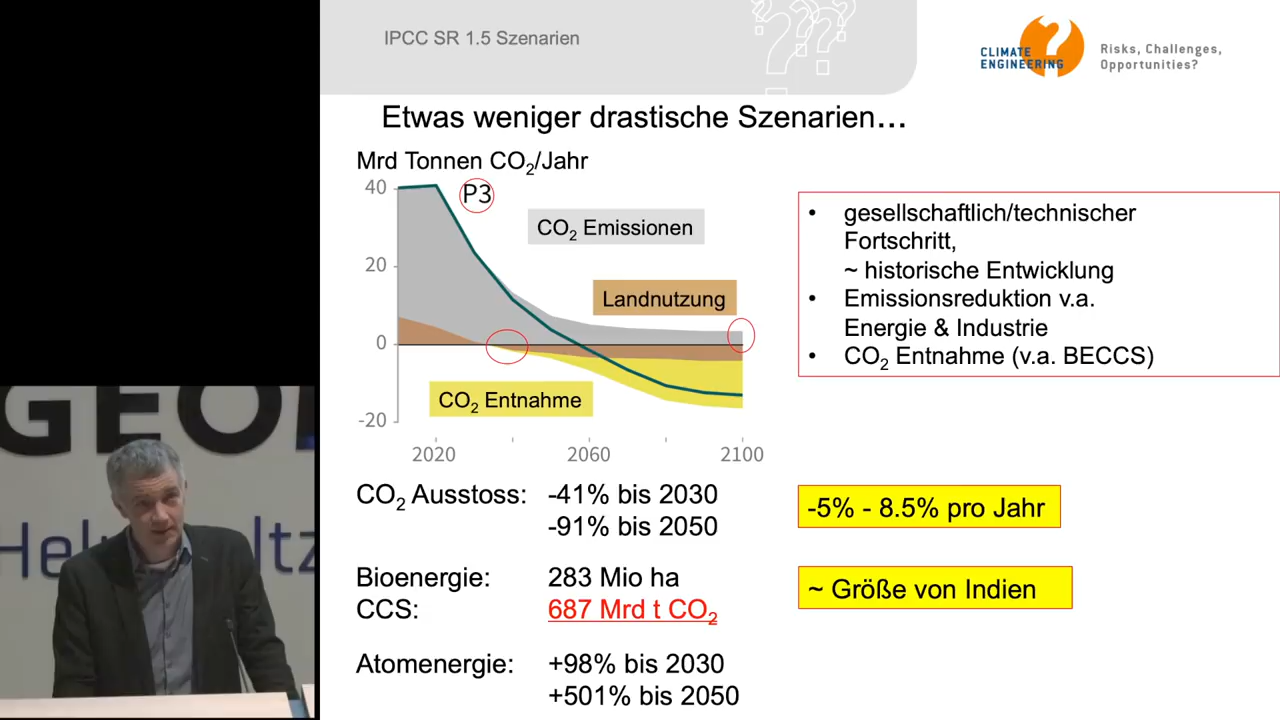 IPCC SR 1.5 Szenarien
CLIMATE
ENGINEERING
Risks, Challenges,
Opportunities?
Etwas weniger drastische Szenarien…
Mrd Tonnen CO₂/Jahr
40
P3
CO₂ Emissionen
20
Landnutzung
0
CO₂ Entnahme
-20
2020
2060
2100
• gesellschaftlich/technischer
Fortschritt,
~ historische Entwicklung
• Emissionsreduktion v.a.
Energie & Industrie
• CO₂ Entnahme (v.a. BECCS)
CO₂ Ausstoss: -41% bis 2030
-91% bis 2050
-5% - 8.5% pro Jahr
Bioenergie: 283 Mio ha
CCS: 687 Mrd t CO₂
~ Größe von Indien
Atomenergie: +98% bis 2030
+501% bis 2050
GEO
Hel
ltz